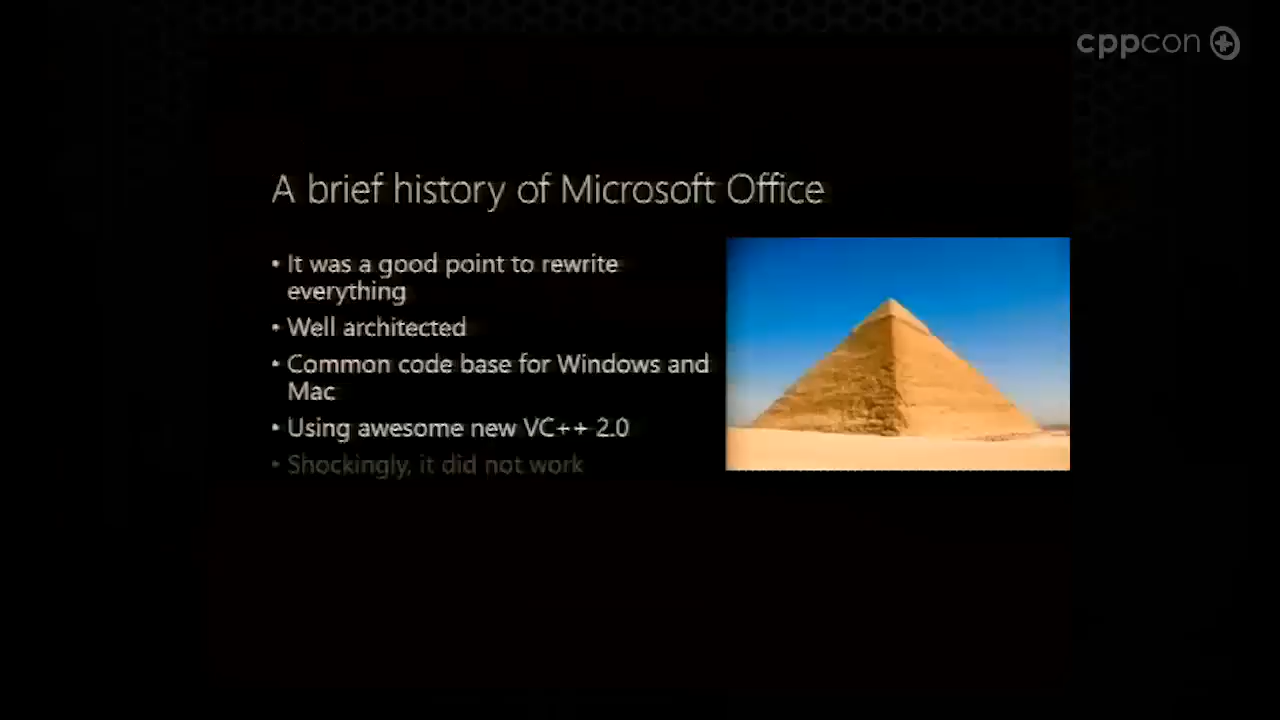 cppcon
A brief history of Microsoft Office
• It was a good point to rewrite
everything
• Well architected
• Common code base for Windows and
Mac
• Using awesome new VC++ 2.0
• Shockingly, it did not work